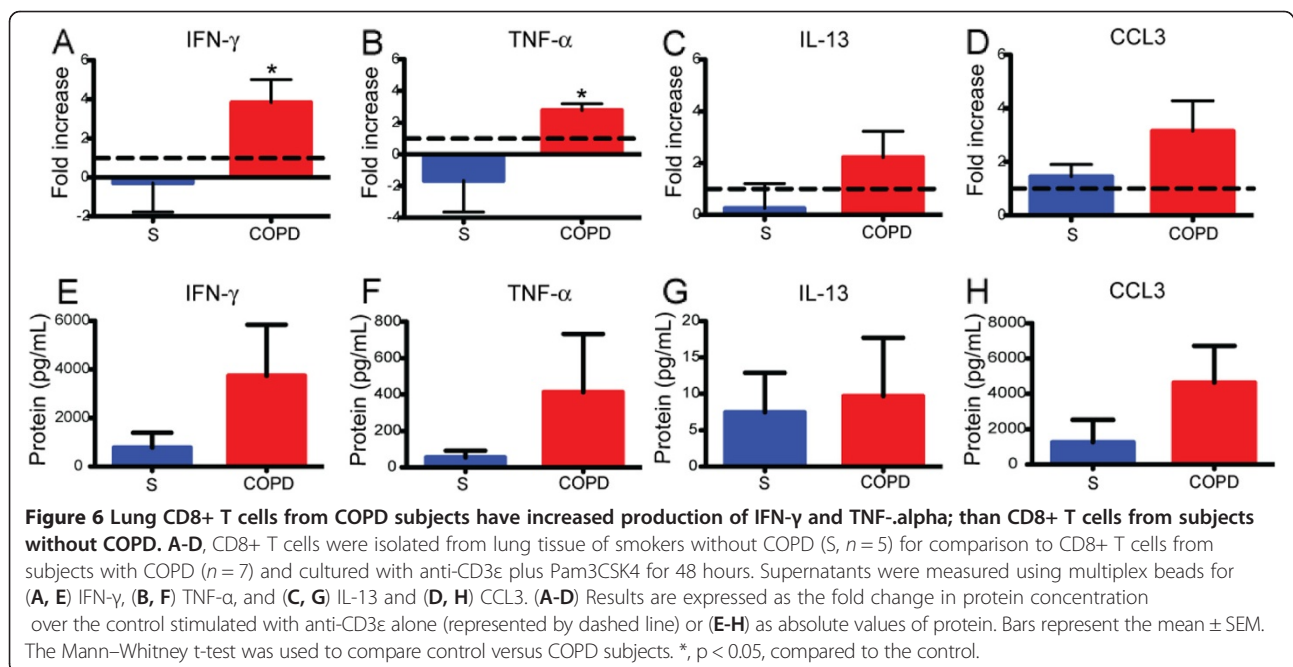 A IFN-γ B TNF-α C IL-13 D CCL3
Fold increase
6
4
2
0
-2
*
S COPD
Fold increase
6
4
2
0
-2
-4
*
S COPD
Fold increase
6
4
2
0
S COPD
Fold increase
6
4
2
0
S COPD
E IFN-γ F TNF-α G IL-13 H CCL3
Protein (pg/mL)
6000
4000
2000
0
S COPD
Protein (pg/mL)
800
600
400
200
0
S COPD
Protein (pg/mL)
20
15
10
5
0
S COPD
Protein (pg/mL)
8000
6000
4000
2000
0
S COPD
Figure 6 Lung CD8+ T cells from COPD subjects have increased production of IFN-γ and TNF-.alpha; than CD8+ T cells from subjects
without COPD. A-D, CD8+ T cells were isolated from lung tissue of smokers without COPD (S, n = 5) for comparison to CD8+ T cells from
subjects with COPD (n = 7) and cultured with anti-CD3ε plus Pam3CSK4 for 48 hours. Supernatants were measured using multiplex beads for
(A, E) IFN-γ, (B, F) TNF-α, and (C, G) IL-13 and (D, H) CCL3. (A-D) Results are expressed as the fold change in protein concentration
over the control stimulated with anti-CD3ε alone (represented by dashed line) or (E-H) as absolute values of protein. Bars represent the mean ± SEM.
The Mann–Whitney t-test was used to compare control versus COPD subjects. *, p < 0.05, compared to the control.